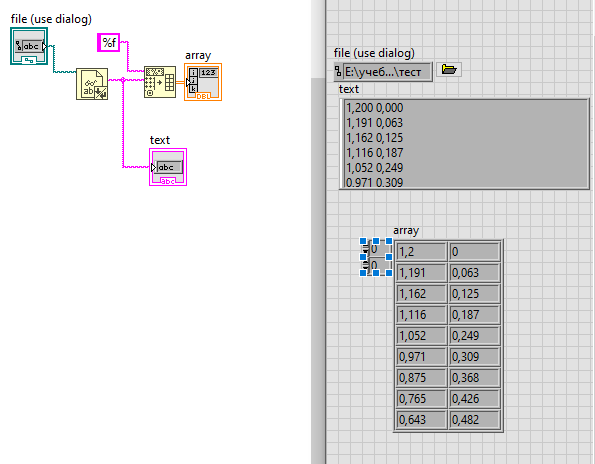 file (use dialog)
abc
%f
array
ab
123
i
j
k
DBL
text
abc
abc
file (use dialog)
E:\учеб...\тест
text
1,200 0,000
1,191 0,063
1,162 0,125
1,116 0,187
1,052 0,249
0,971 0,309
array
0
0
1,2 0
1,191 0,063
1,162 0,125
1,116 0,187
1,052 0,249
0,971 0,309
0,875 0,368
0,765 0,426
0,643 0,482